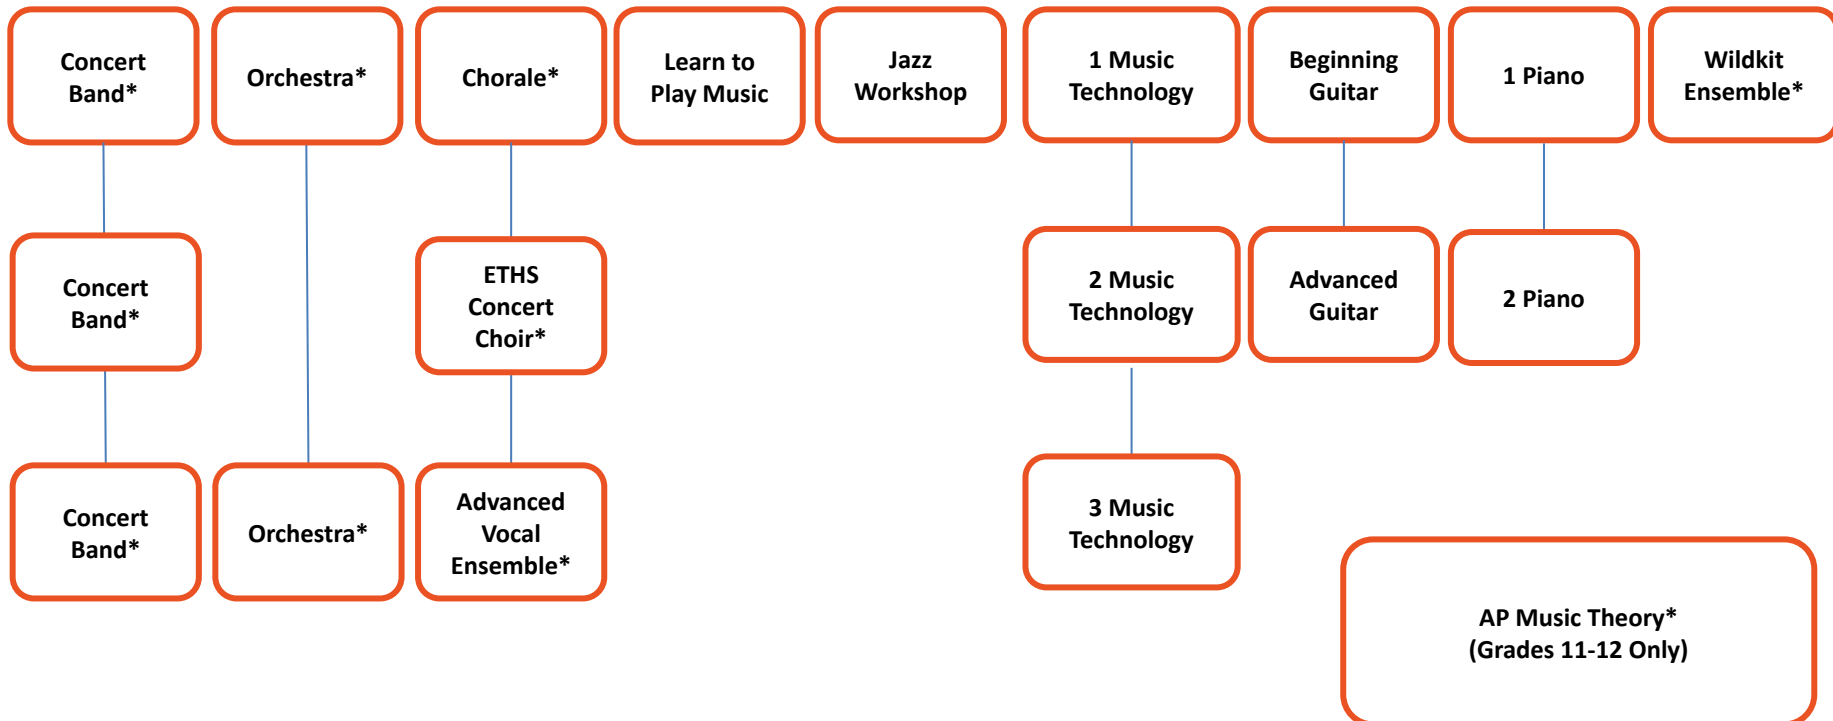 Concert
Band*
Orchestra*
Chorale*
Learn to
Play Music
Jazz
Workshop
1 Music
Technology
Beginning
Guitar
1 Piano
Wildkit
Ensemble*
Concert
Band*
ETHS
Concert
Choir*
2 Music
Technology
Advanced
Guitar
2 Piano
Concert
Band*
Orchestra*
Advanced
Vocal
Ensemble*
3 Music
Technology
AP Music Theory*
(Grades 11-12 Only)